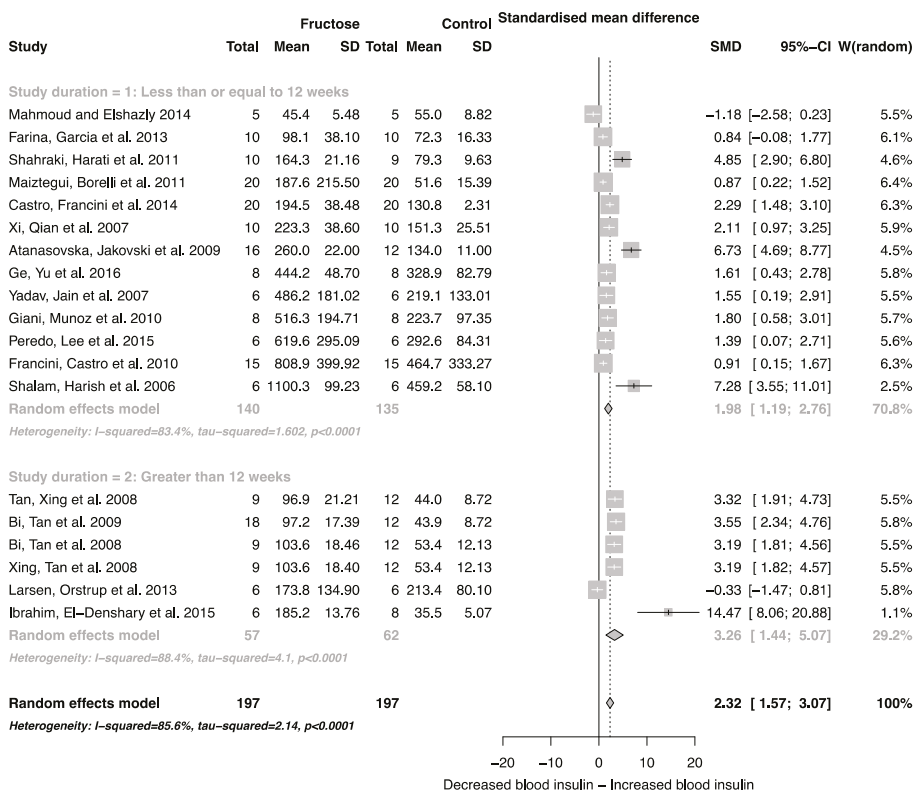 Fructose Control Standardised mean difference
Study Total Mean SD Total Mean SD SMD 95%−CI W(random)
Study duration = 1: Less than or equal to 12 weeks
Mahmoud and Elshazly 2014 5 45.4 5.48 5 55.0 8.82 −1.18 [−2.58; 0.23] 5.5%
Farina, Garcia et al. 2013 10 98.1 38.10 10 72.3 16.33 0.84 [−0.08; 1.77] 6.1%
Shahraki, Harati et al. 2011 10 164.3 21.16 9 79.3 9.63 4.85 [ 2.90; 6.80] 4.6%
Maiztegui, Borelli et al. 2011 20 187.6 215.50 20 51.6 15.39 0.87 [ 0.22; 1.52] 6.4%
Castro, Francini et al. 2014 20 194.5 38.48 20 130.8 2.31 2.29 [ 1.48; 3.10] 6.3%
Xi, Qian et al. 2007 10 223.3 38.60 10 151.3 25.51 2.11 [ 0.97; 3.25] 5.9%
Atanasovska, Jakovski et al. 2009 16 260.0 22.00 12 134.0 11.00 6.73 [ 4.69; 8.77] 4.5%
Ge, Yu et al. 2016 8 444.2 48.70 8 328.9 82.79 1.61 [ 0.43; 2.78] 5.8%
Yadav, Jain et al. 2007 6 486.2 181.02 6 219.1 133.01 1.55 [ 0.19; 2.91] 5.5%
Giani, Munoz et al. 2010 8 516.3 194.71 8 223.7 97.35 1.80 [ 0.58; 3.01] 5.7%
Peredo, Lee et al. 2015 6 619.6 295.09 6 292.6 84.31 1.39 [ 0.07; 2.71] 5.6%
Francini, Castro et al. 2010 15 808.9 399.92 15 464.7 333.27 0.91 [ 0.15; 1.67] 6.3%
Shalam, Harish et al. 2006 6 1100.3 99.23 6 459.2 58.10 7.28 [ 3.55; 11.01] 2.5%
Random effects model 140 135 1.98 [ 1.19; 2.76] 70.8%
Heterogeneity: I−squared=83.4%, tau−squared=1.602, p<0.0001
Study duration = 2: Greater than 12 weeks
Tan, Xing et al. 2008 9 96.9 21.21 12 44.0 8.72 3.32 [ 1.91; 4.73] 5.5%
Bi, Tan et al. 2009 18 97.2 17.39 12 43.9 8.72 3.55 [ 2.34; 4.76] 5.8%
Bi, Tan et al. 2008 9 103.6 18.46 12 53.4 12.13 3.19 [ 1.81; 4.56] 5.5%
Xing, Tan et al. 2008 9 103.6 18.40 12 53.4 12.13 3.19 [ 1.82; 4.57] 5.5%
Larsen, Orstrup et al. 2013 6 173.8 134.90 6 213.4 80.10 −0.33 [−1.47; 0.81] 5.8%
Ibrahim, El−Denshary et al. 2015 6 185.2 13.76 8 35.5 5.07 14.47 [ 8.06; 20.88] 1.1%
Random effects model 57 62 3.26 [ 1.44; 5.07] 29.2%
Heterogeneity: I−squared=88.4%, tau−squared=4.1, p<0.0001
Random effects model 197 197 2.32 [ 1.57; 3.07] 100%
Heterogeneity: I−squared=85.6%, tau−squared=2.14, p<0.0001
−20 −10 0 10 20
Decreased blood insulin − Increased blood insulin